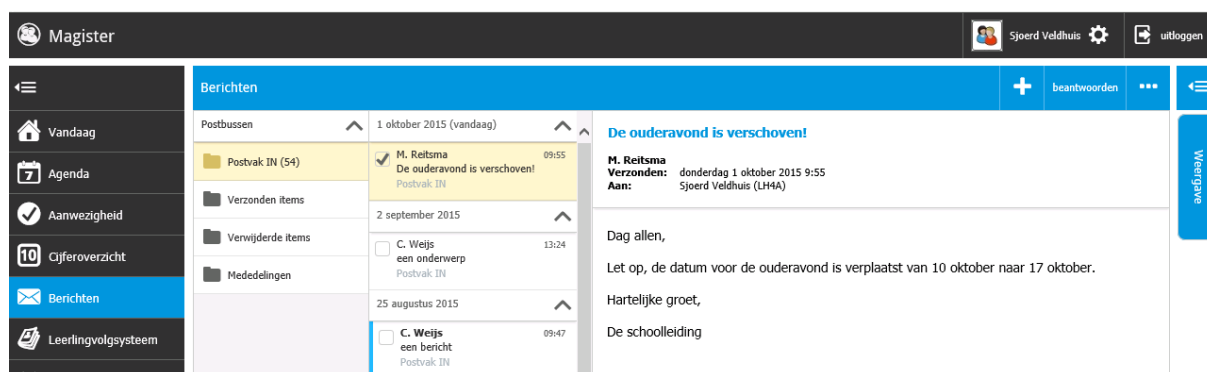 Magister
Sjoerd Veldhuis
uitloggen
Vandaag
7
Agenda
Aanwezigheid
10
Cijferoverzicht
Berichten
Leerlingvolgsysteem
Berichten
beantwoorden
Postbussen
Postvak IN (54)
Verzonden items
Verwijderde items
Mededelingen
1 oktober 2015 (vandaag)
M. Reitsma 09:55
De ouderavond is verschoven!
Postvak IN
2 september 2015
C. Weijs 13:24
een onderwerp
Postvak IN
25 augustus 2015
C. Weijs 09:47
een bericht
Postvak IN
De ouderavond is verschoven!
M. Reitsma
Verzonden: donderdag 1 oktober 2015 9:55
Aan: Sjoerd Veldhuis (LH4A)
Dag allen,
Let op, de datum voor de ouderavond is verplaatst van 10 oktober naar 17 oktober.
Hartelijke groet,
De schoolleiding
Weergave